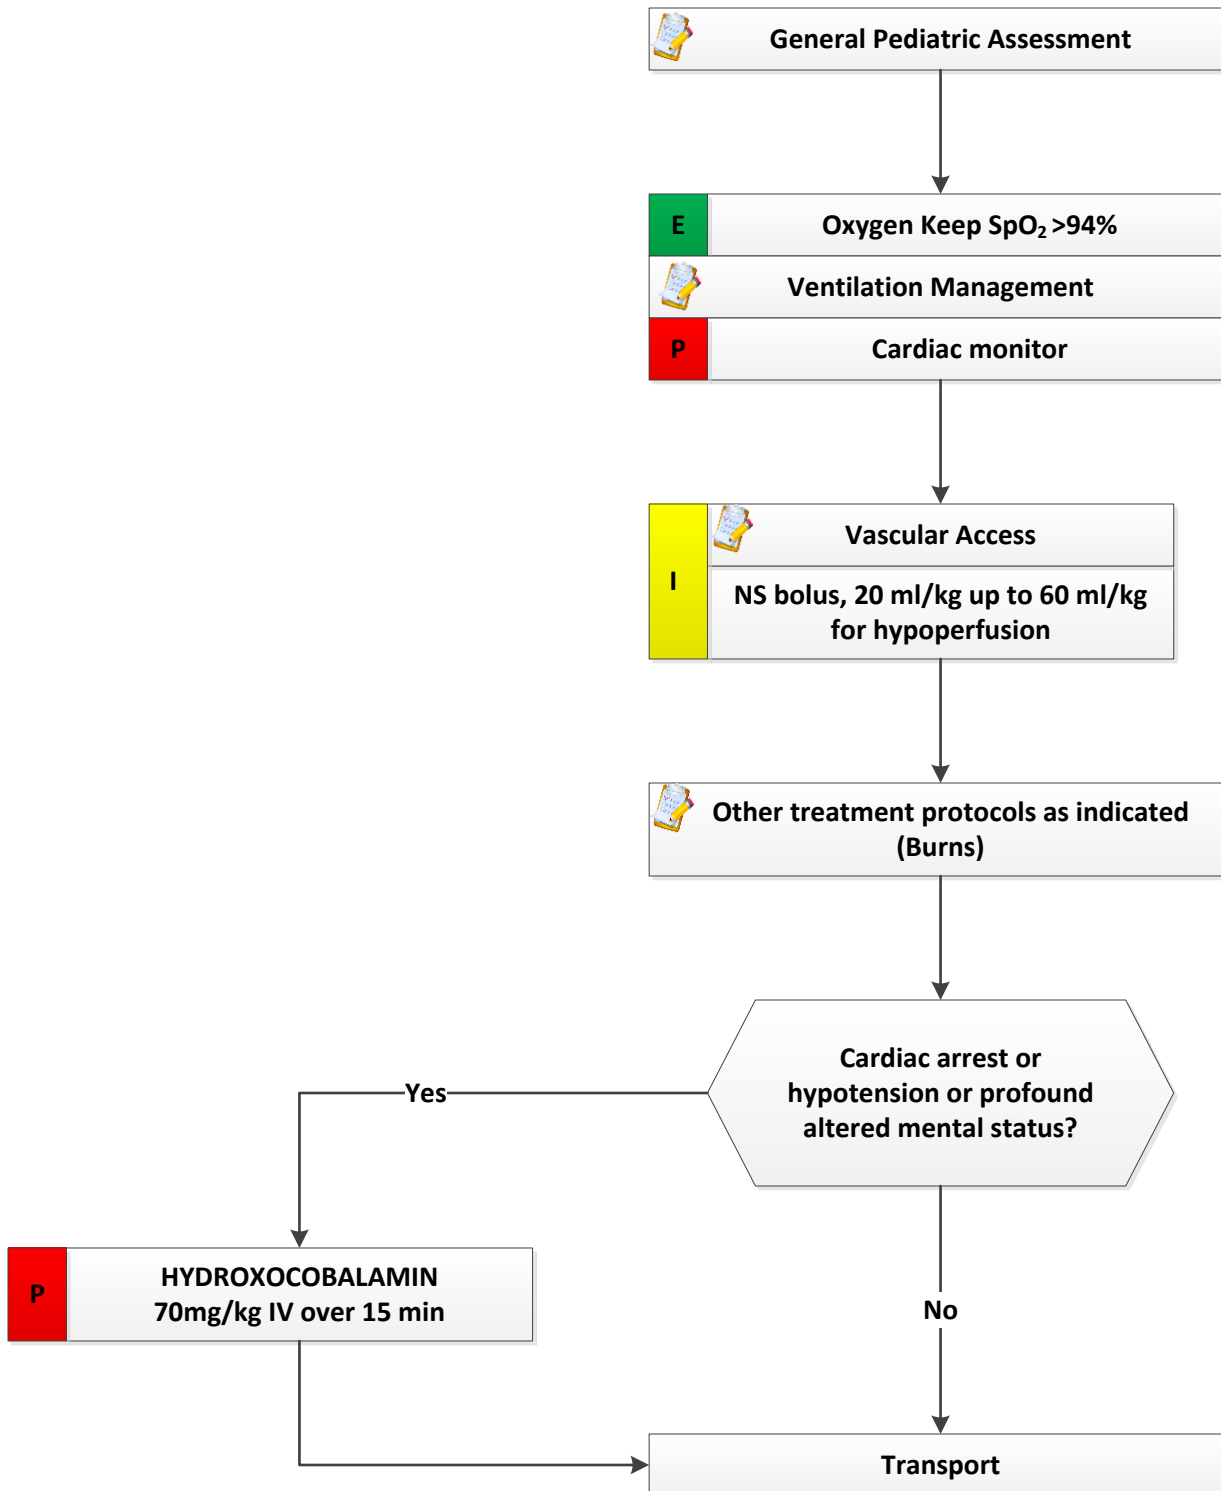 General Pediatric Assessment
E
Oxygen Keep SpO₂ >94%
Ventilation Management
P
Cardiac monitor
I
Vascular Access
NS bolus, 20 ml/kg up to 60 ml/kg
for hypoperfusion
Other treatment protocols as indicated
(Burns)
Cardiac arrest or
hypotension or profound
altered mental status?
Yes
P
HYDROXOCOBALAMIN
70mg/kg IV over 15 min
No
Transport